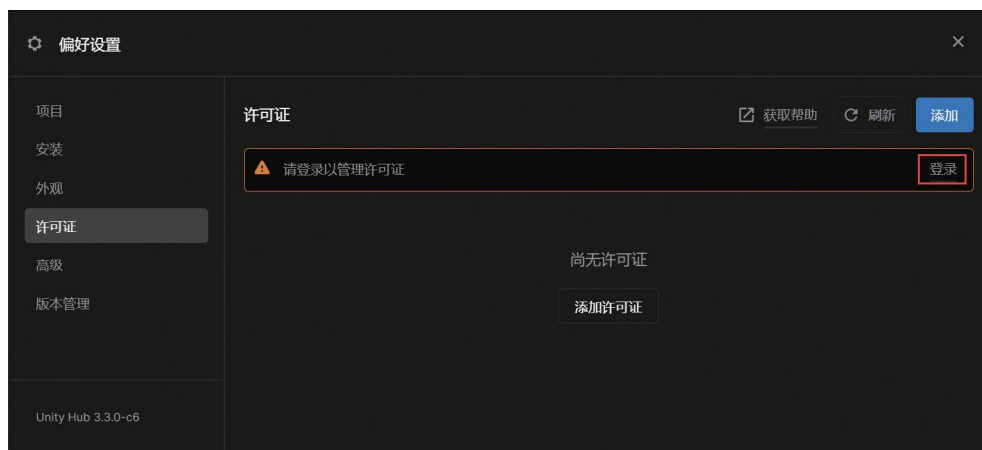 偏好设置
项目
安装
外观
许可证
高级
版本管理
Unity Hub 3.3.0-c6
许可证
获取帮助
刷新
添加
请登录以管理许可证
登录
尚无许可证
添加许可证